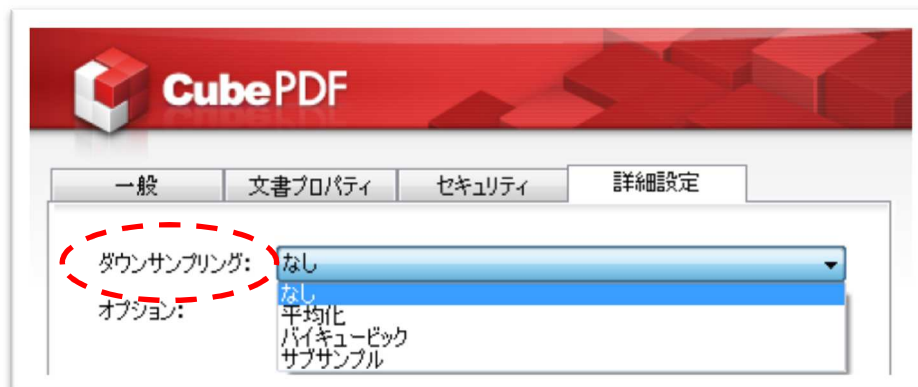 CubePDF
一般 文書プロパティ セキュリティ 詳細設定
ダウンサンプリング: なし
なし
オプション:
平均化
バイキュービック
サブサンプル